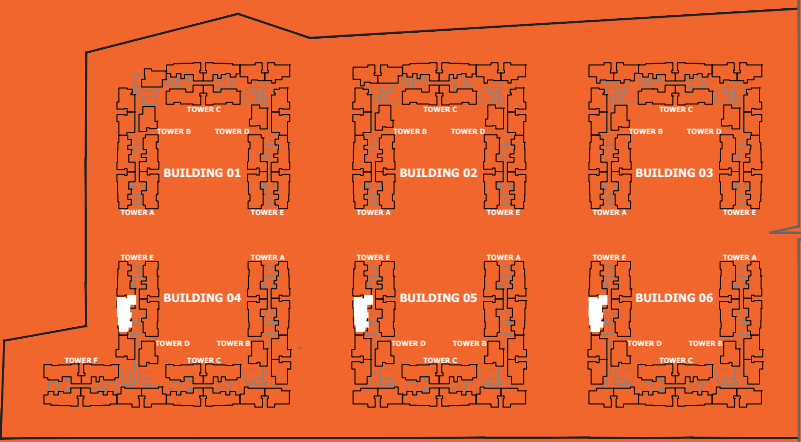 TOWER C TOWER C TOWER C
TOWER B TOWER D TOWER B TOWER D TOWER B TOWER D
BUILDING 01 BUILDING 02 BUILDING 03
TOWER A TOWER E TOWER A TOWER E TOWER A TOWER E
TOWER E TOWER A TOWER E TOWER A TOWER E TOWER A
BUILDING 04 BUILDING 05 BUILDING 06
TOWER D TOWER B TOWER D TOWER B TOWER D TOWER B
TOWER F TOWER C TOWER C TOWER C